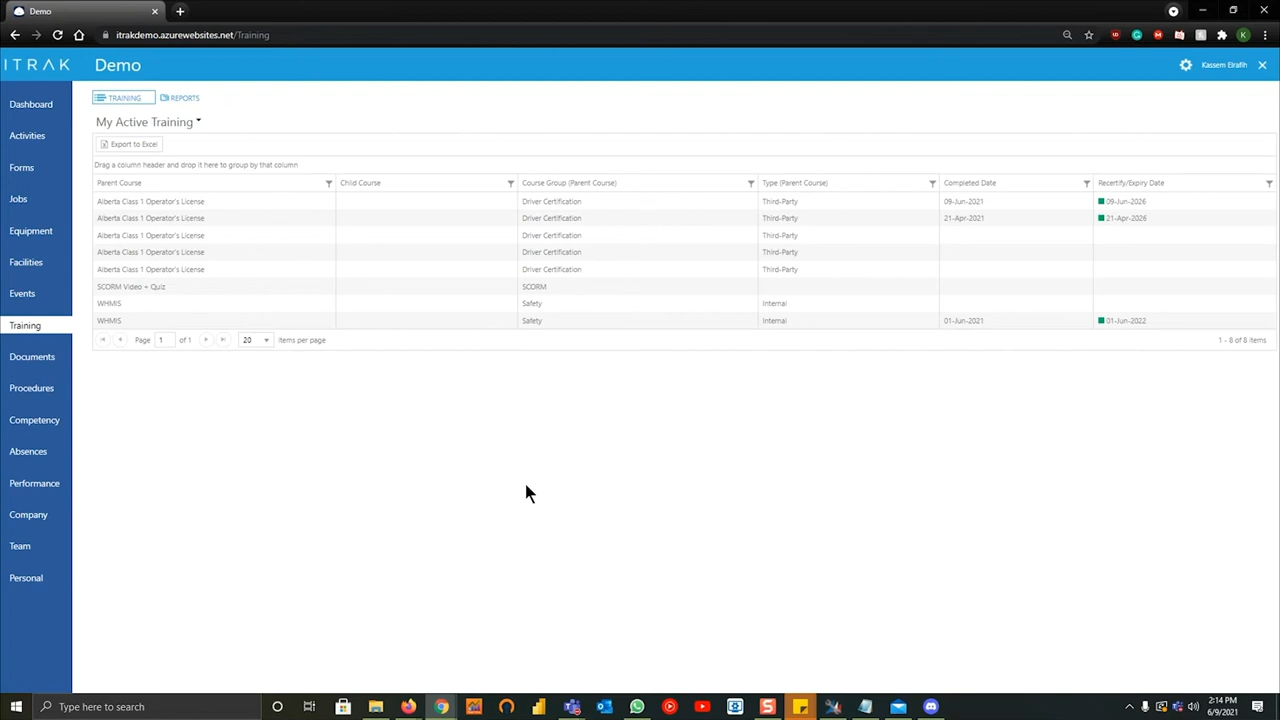 Demo
itrakdemo.azurewebsites.net/Training
ITRAK Demo Kassem Elrafih
Dashboard
Activities
Forms
Jobs
Equipment
Facilities
Events
Training
Documents
Procedures
Competency
Absences
Performance
Company
Team
Personal
TRAINING REPORTS
My Active Training
Export to Excel
Drag a column header and drop it here to group by that column
Parent Course Child Course Course Group (Parent Course) Type (Parent Course) Completed Date Recertify/Expiry Date
Alberta Class 1 Operator's License Driver Certification Third-Party 09-Jun-2021 09-Jun-2026
Alberta Class 1 Operator's License Driver Certification Third-Party 21-Apr-2021 21-Apr-2026
Alberta Class 1 Operator's License Driver Certification Third-Party
Alberta Class 1 Operator's License Driver Certification Third-Party
Alberta Class 1 Operator's License Driver Certification Third-Party
SCORM Video + Quiz SCORM
WHMIS Safety Internal
WHMIS Safety Internal 01-Jun-2021 01-Jun-2022
Page 1 of 1 20 items per page 1 - 8 of 8 items
Type here to search
2:14 PM
6/9/2021